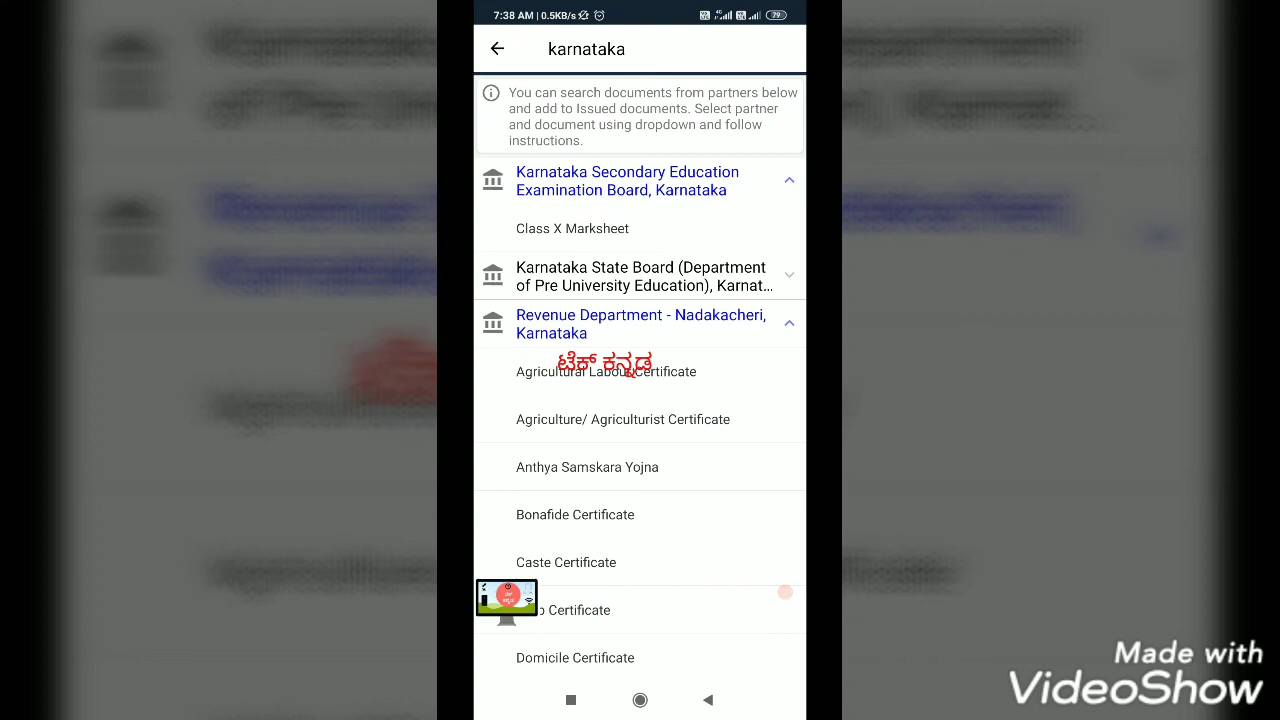 7:38 AM | 0.5KB/s
79
karnataka
You can search documents from partners below
and add to Issued documents. Select partner
and document using dropdown and follow
instructions.
Karnataka Secondary Education
Examination Board, Karnataka
Class X Marksheet
Karnataka State Board (Department
of Pre University Education), Karnat...
Revenue Department - Nadakacheri,
Karnataka
ಟೆಕ್ ಕನ್ನಡ
Agricultural Labour Certificate
Agriculture/ Agriculturist Certificate
Anthya Samskara Yojna
Bonafide Certificate
Caste Certificate
Certificate
Domicile Certificate
Made with
VideoShow